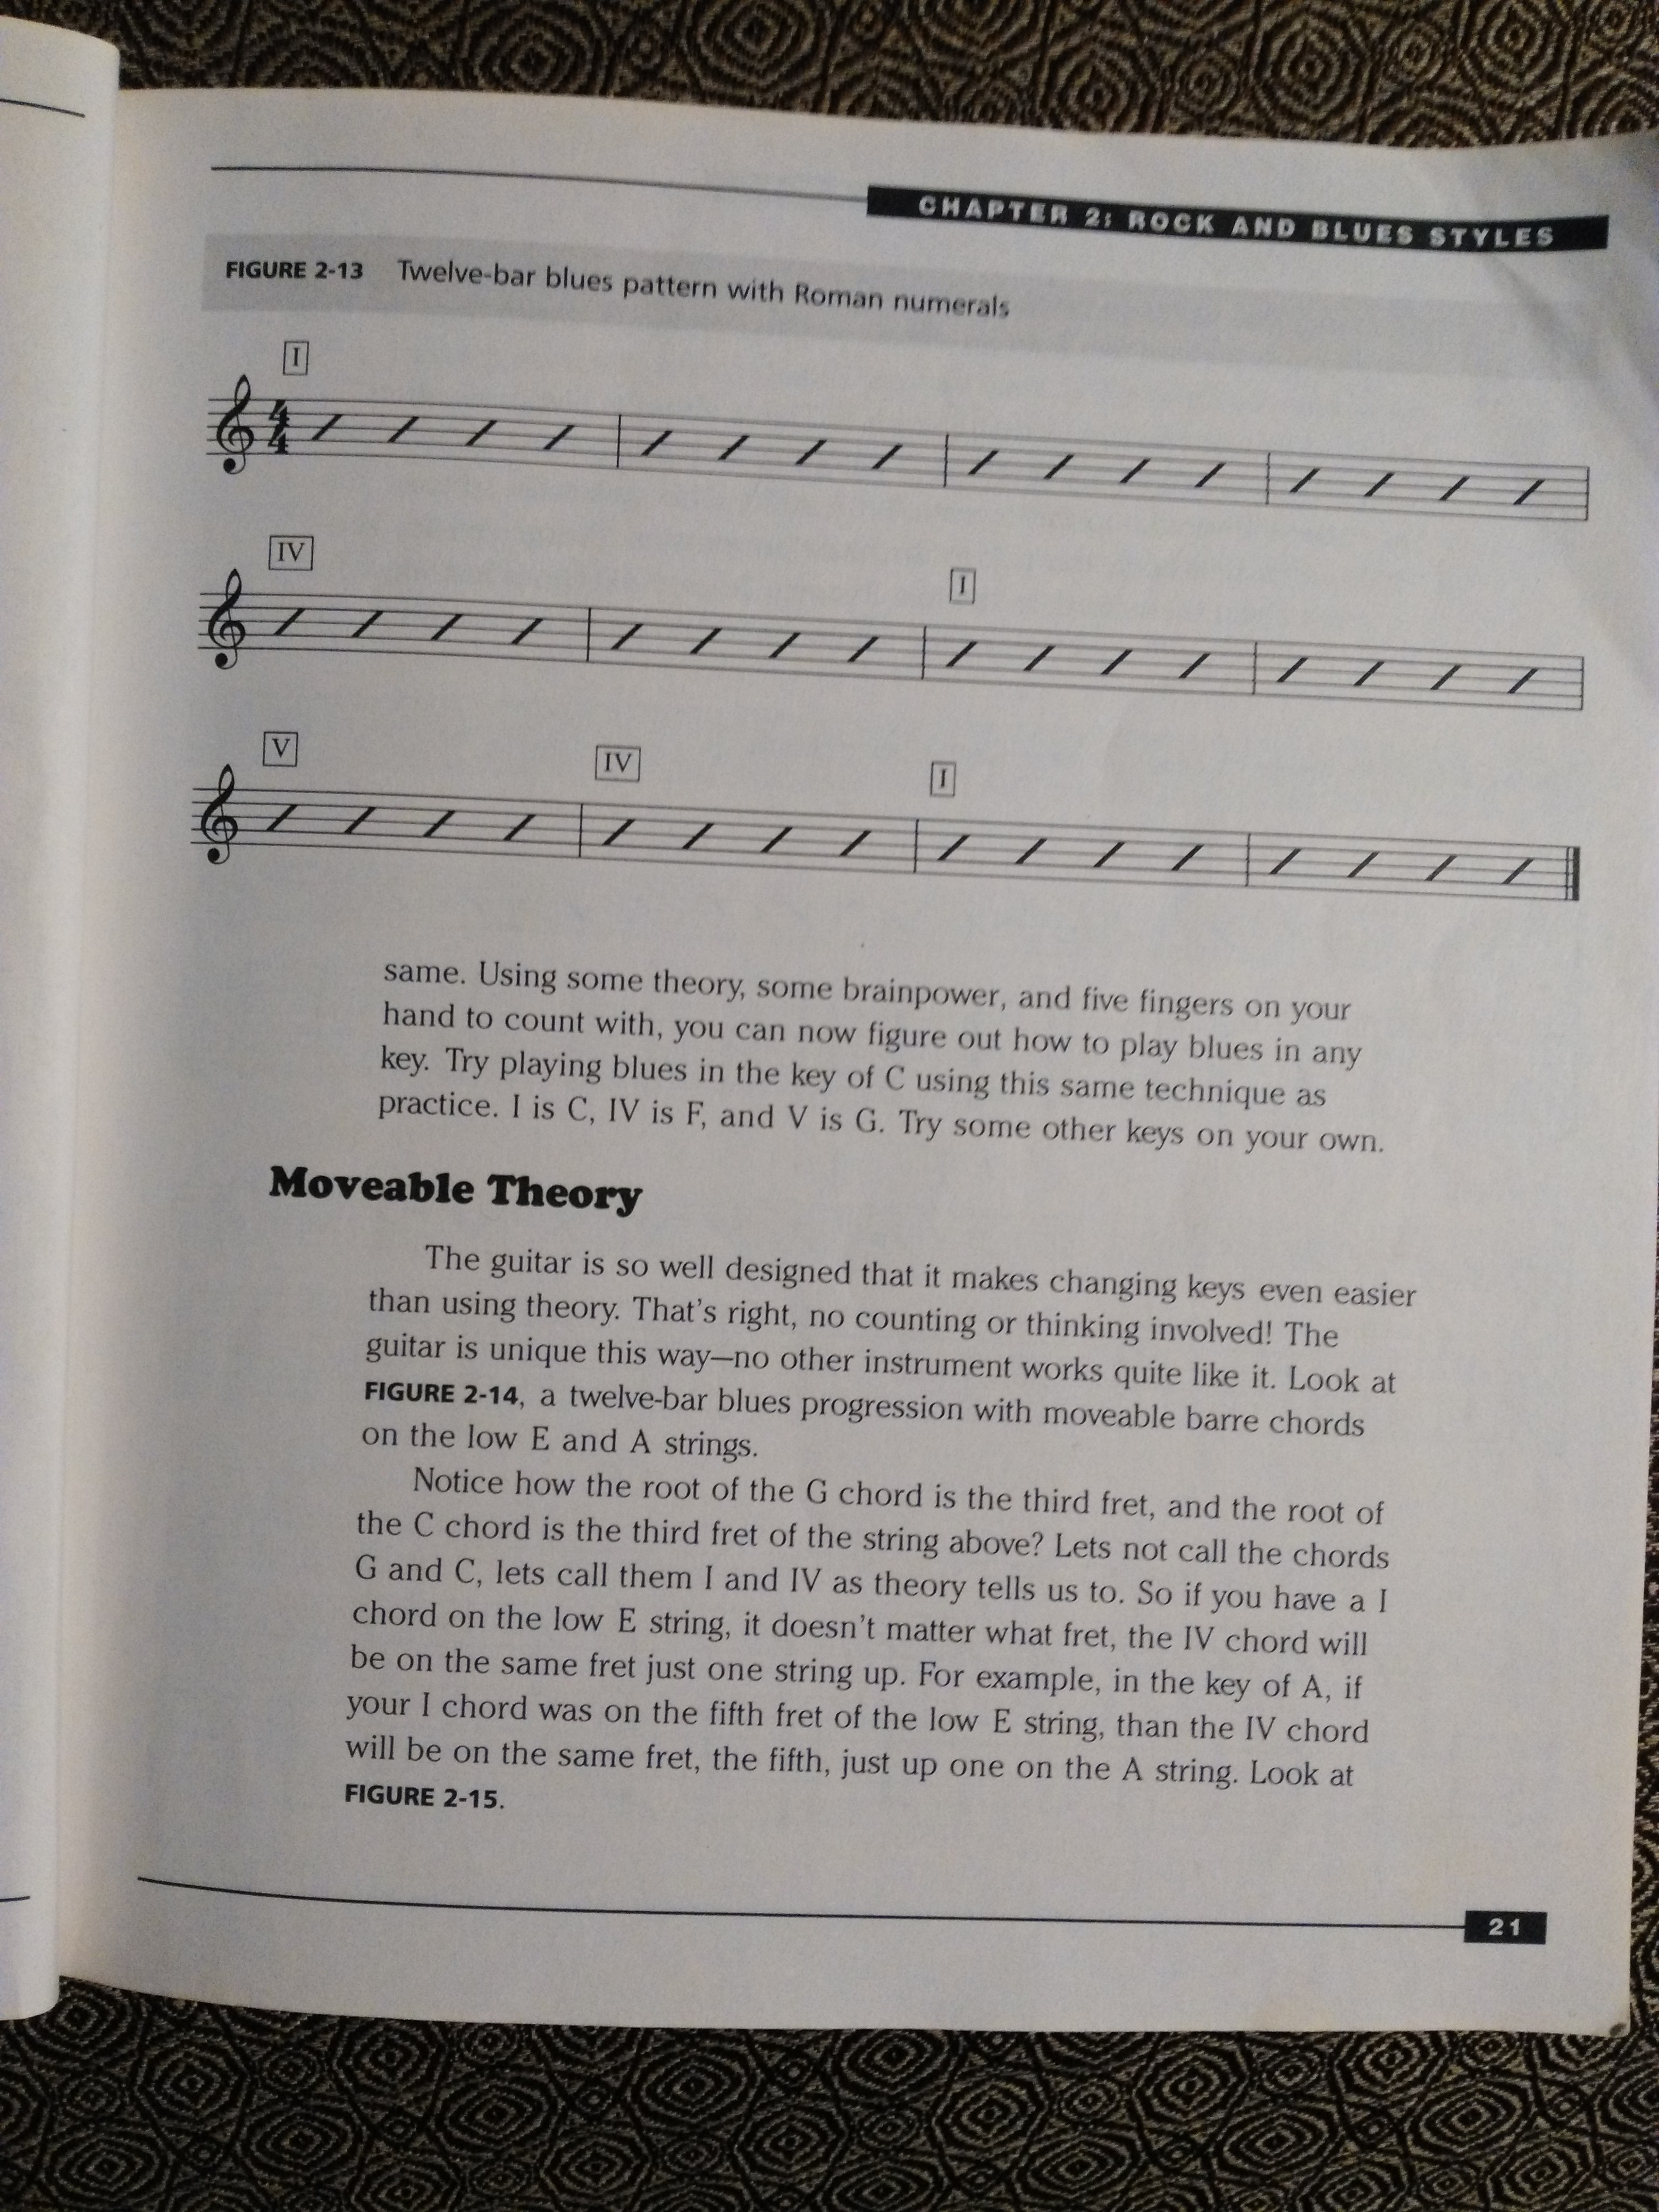 CHAPTER 2: ROCK AND BLUES STYLES
FIGURE 2-13 Twelve-bar blues pattern with Roman numerals
I
4
4
IV
I
V
IV
I
same. Using some theory, some brainpower, and five fingers on your
hand to count with, you can now figure out how to play blues in any
key. Try playing blues in the key of C using this same technique as
practice. I is C, IV is F, and V is G. Try some other keys on your own.
Moveable Theory
The guitar is so well designed that it makes changing keys even easier
than using theory. That's right, no counting or thinking involved! The
guitar is unique this way—no other instrument works quite like it. Look at
FIGURE 2-14, a twelve-bar blues progression with moveable barre chords
on the low E and A strings.
Notice how the root of the G chord is the third fret, and the root of
the C chord is the third fret of the string above? Lets not call the chords
G and C, lets call them I and IV as theory tells us to. So if you have a I
chord on the low E string, it doesn't matter what fret, the IV chord will
be on the same fret just one string up. For example, in the key of A, if
your I chord was on the fifth fret of the low E string, than the IV chord
will be on the same fret, the fifth, just up one on the A string. Look at
FIGURE 2-15.
21